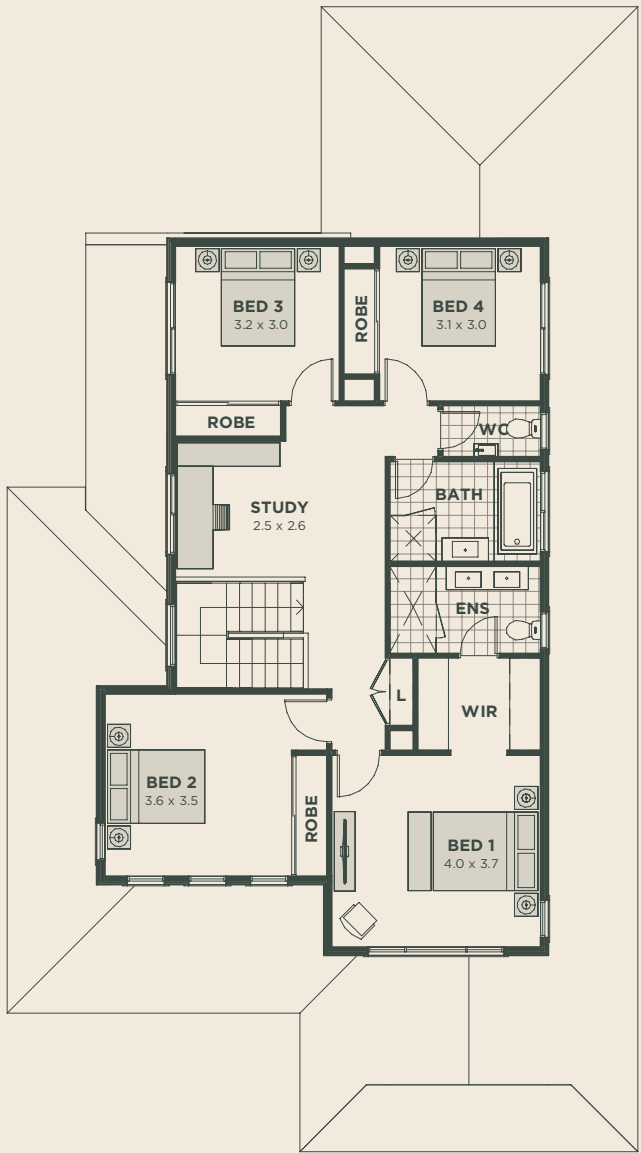 BED 3
3.2 x 3.0
ROBE
BED 4
3.1 x 3.0
ROBE
WC
STUDY
2.5 x 2.6
BATH
ENS
L
WIR
BED 2
3.6 x 3.5
ROBE
BED 1
4.0 x 3.7